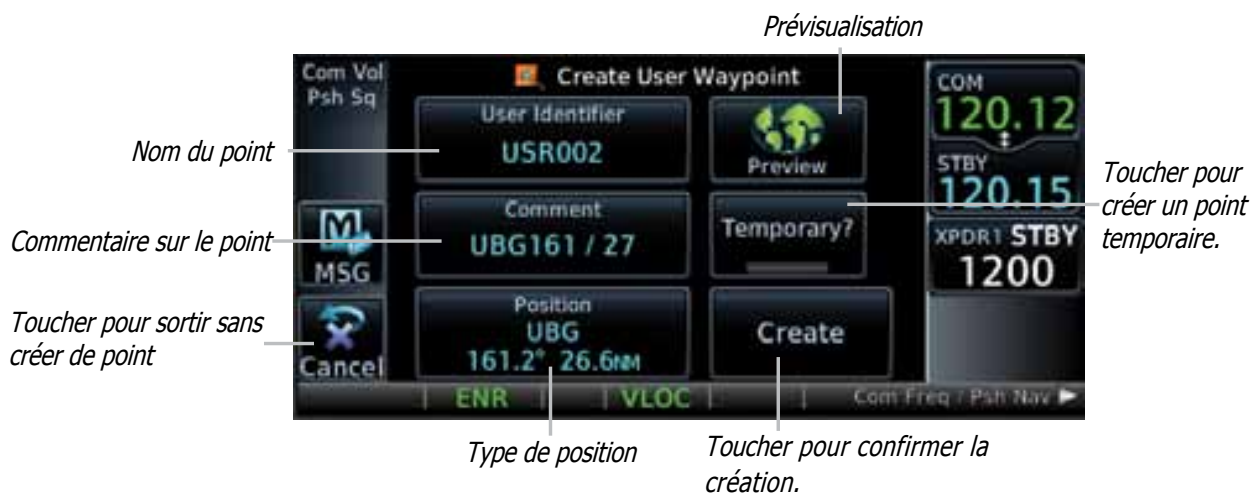 Prévisualisation
Com Vol
Psh Sq
Create User Waypoint
User Identifier
USR002
Preview
COM
120.12
STBY
120.15
XPDR1 STBY
1200
Nom du point
Comment
UBG161 / 27
Temporary?
Toucher pour
créer un point
temporaire.
Commentaire sur le point
MSG
Position
UBG
161.2° 26.6NM
Create
Toucher pour sortir sans
créer de point
Cancel
ENR
VLOC
Com Freq / Psh Nav
Type de position
Toucher pour confirmer la
création.